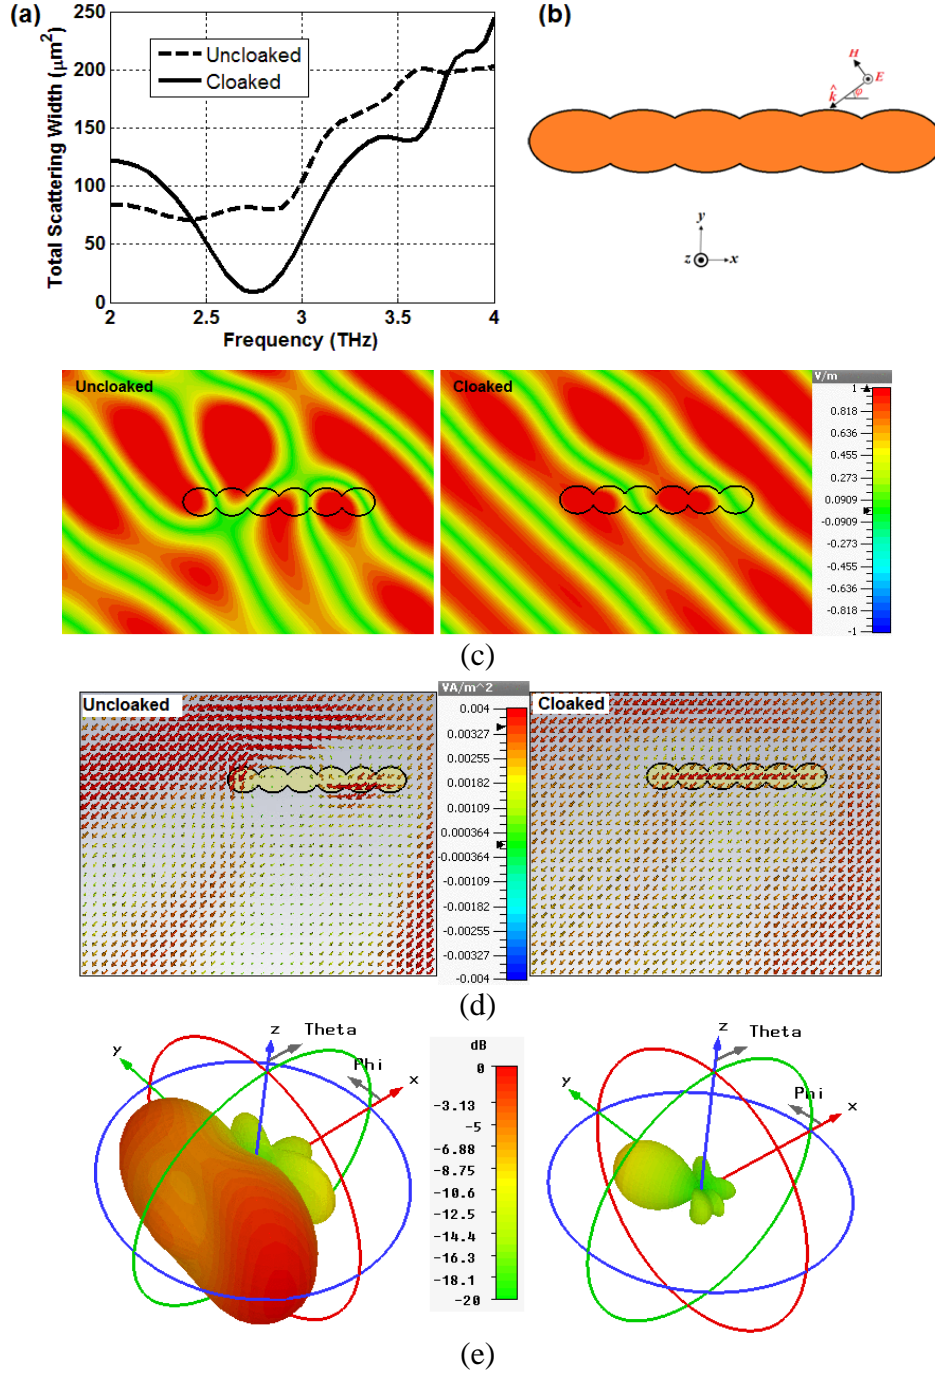 (a)
250
200
150
100
50
0
2
2.5
3
3.5
4
Total Scattering Width (μm²)
Frequency (THz)
Uncloaked
Cloaked
(b)
H
E
k̂
φ
y
z
x
Uncloaked
Cloaked
V/m
1
0.818
0.636
0.455
0.273
0.0909
-0.0909
-0.273
-0.455
-0.636
-0.818
-1
(c)
Uncloaked
VA/m^2
0.004
0.00327
0.00255
0.00182
0.00109
0.000364
-0.000364
-0.00109
-0.00182
-0.00255
-0.00327
-0.004
Cloaked
(d)
z
Theta
y
Phi
x
dB
0
-3.13
-5
-6.88
-8.75
-10.6
-12.5
-14.4
-16.3
-18.1
-20
z
Theta
y
Phi
x
(e)